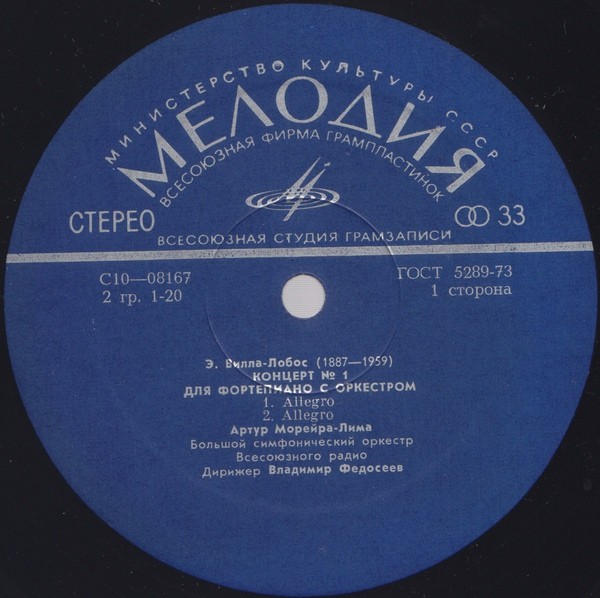 МИНИСТЕРСТВО КУЛЬТУРЫ СССР
МЕЛОДИЯ
ВСЕСОЮЗНАЯ ФИРМА ГРАМПЛАСТИНОК
СТЕРЕО
33
ВСЕСОЮЗНАЯ СТУДИЯ ГРАМЗАПИСИ
С10—08167
ГОСТ 5289-73
2 гр. 1-20
1 сторона
Э. Вилла-Лобос (1887—1959)
КОНЦЕРТ № 1
ДЛЯ ФОРТЕПИАНО С ОРКЕСТРОМ
1. Allegro
2. Allegro
Артур Морейра-Лима
Большой симфонический оркестр
Всесоюзного радио
Дирижер Владимир Федосеев